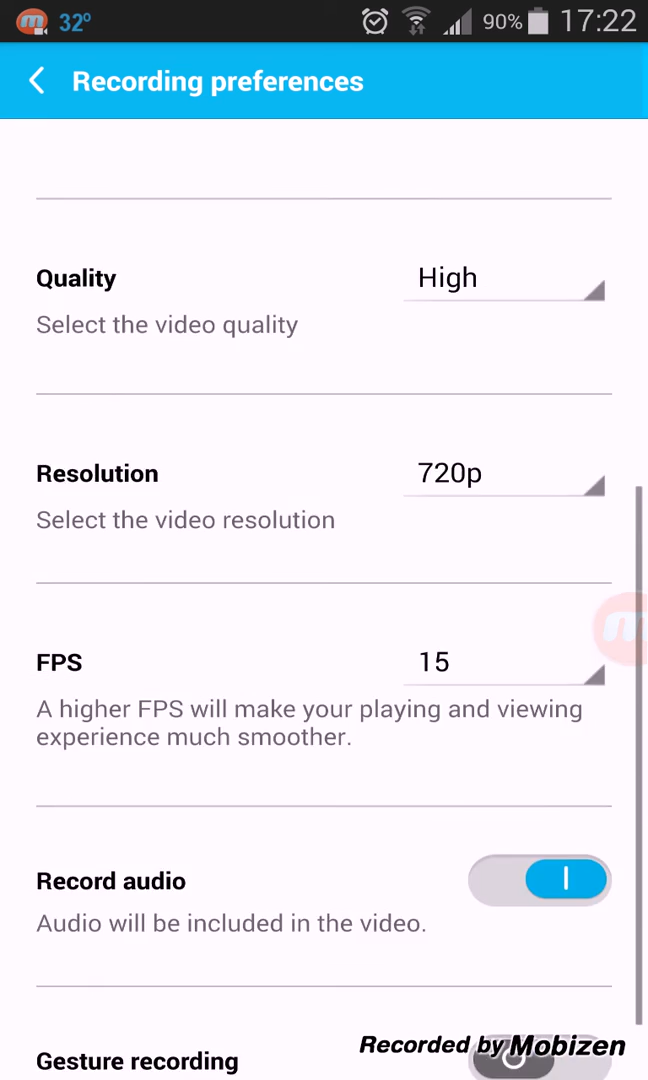 32° 90% 17:22
Recording preferences
Quality High
Select the video quality
Resolution 720p
Select the video resolution
FPS 15
A higher FPS will make your playing and viewing
experience much smoother.
Record audio
Audio will be included in the video.
Recorded by Mobizen
Gesture recording